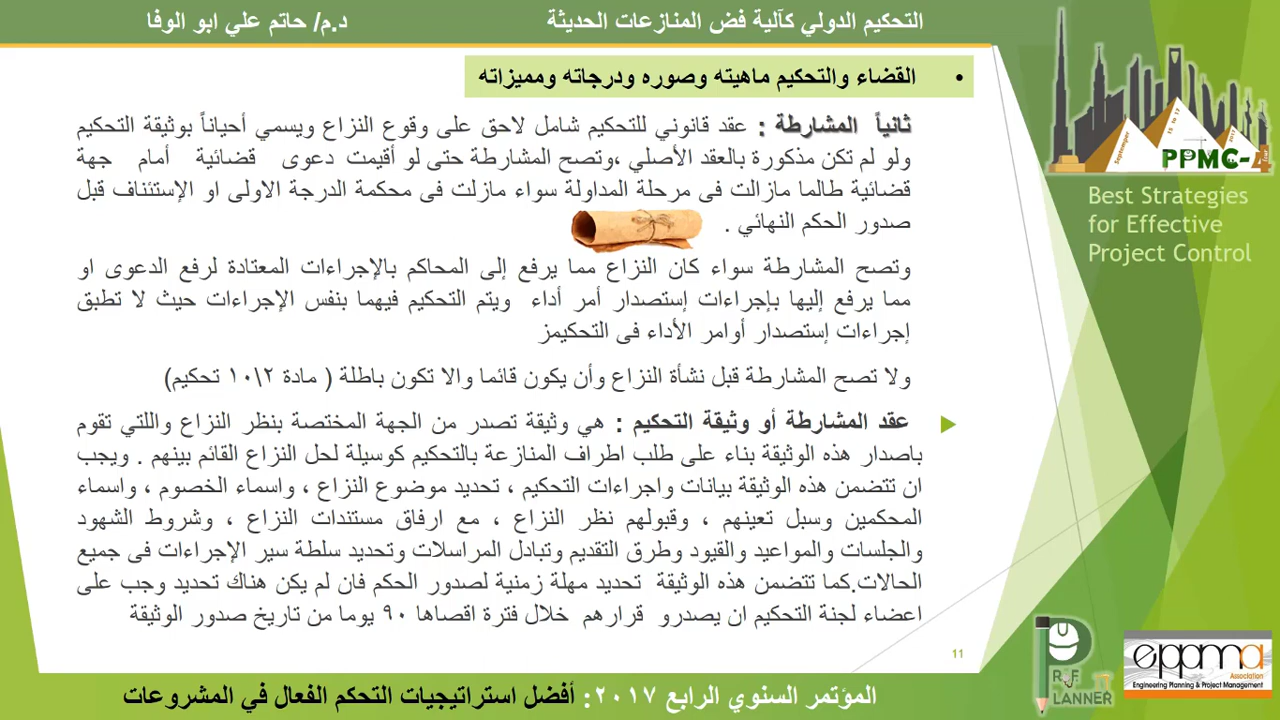 التحكيم الدولي كآلية فض المنازعات الحديثة
د.م/ حاتم علي ابو الوفا
• القضاء والتحكيم ماهيته وصوره ودرجاته ومميزاته
ثانياً المشارطة : عقد قانوني للتحكيم شامل لاحق على وقوع النزاع ويسمي أحياناً بوثيقة التحكيم
ولو لم تكن مذكورة بالعقد الأصلي ،وتصح المشارطة حتى لو أقيمت دعوى قضائية أمام جهة
قضائية طالما مازالت فى مرحلة المداولة سواء مازلت فى محكمة الدرجة الاولى او الإستئناف قبل
صدور الحكم النهائي .
وتصح المشارطة سواء كان النزاع مما يرفع إلى المحاكم بالإجراءات المعتادة لرفع الدعوى او
مما يرفع إليها بإجراءات إستصدار أمر أداء ويتم التحكيم فيهما بنفس الإجراءات حيث لا تطبق
إجراءات إستصدار أوامر الأداء فى التحكيمز
ولا تصح المشارطة قبل نشأة النزاع وأن يكون قائما والا تكون باطلة ( مادة ٢\١٠ تحكيم)
عقد المشارطة أو وثيقة التحكيم : هي وثيقة تصدر من الجهة المختصة بنظر النزاع واللتي تقوم
باصدار هذه الوثيقة بناء على طلب اطراف المنازعة بالتحكيم كوسيلة لحل النزاع القائم بينهم . ويجب
ان تتضمن هذه الوثيقة بيانات واجراءات التحكيم ، تحديد موضوع النزاع ، واسماء الخصوم ، واسماء
المحكمين وسبل تعينهم ، وقبولهم نظر النزاع ، مع ارفاق مستندات النزاع ، وشروط الشهود
والجلسات والمواعيد والقيود وطرق التقديم وتبادل المراسلات وتحديد سلطة سير الإجراءات فى جميع
الحالات.كما تتضمن هذه الوثيقة تحديد مهلة زمنية لصدور الحكم فان لم يكن هناك تحديد وجب على
اعضاء لجنة التحكيم ان يصدرو قرارهم خلال فترة اقصاها ٩٠ يوما من تاريخ صدور الوثيقة
11
المؤتمر السنوي الرابع ٢٠١٧: أفضل استراتيجيات التحكم الفعال في المشروعات
September
15 to 17
2017
PPMC-4
Best Strategies
for Effective
Project Control
PLANNER
eppma
Association
Engineering Planning & Project Management